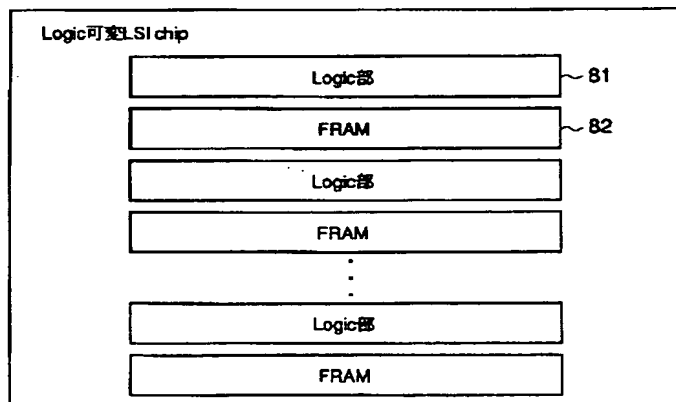 Logic可変LSI chip
Logic部 81
FRAM 82
Logic部
FRAM
Logic部
FRAM